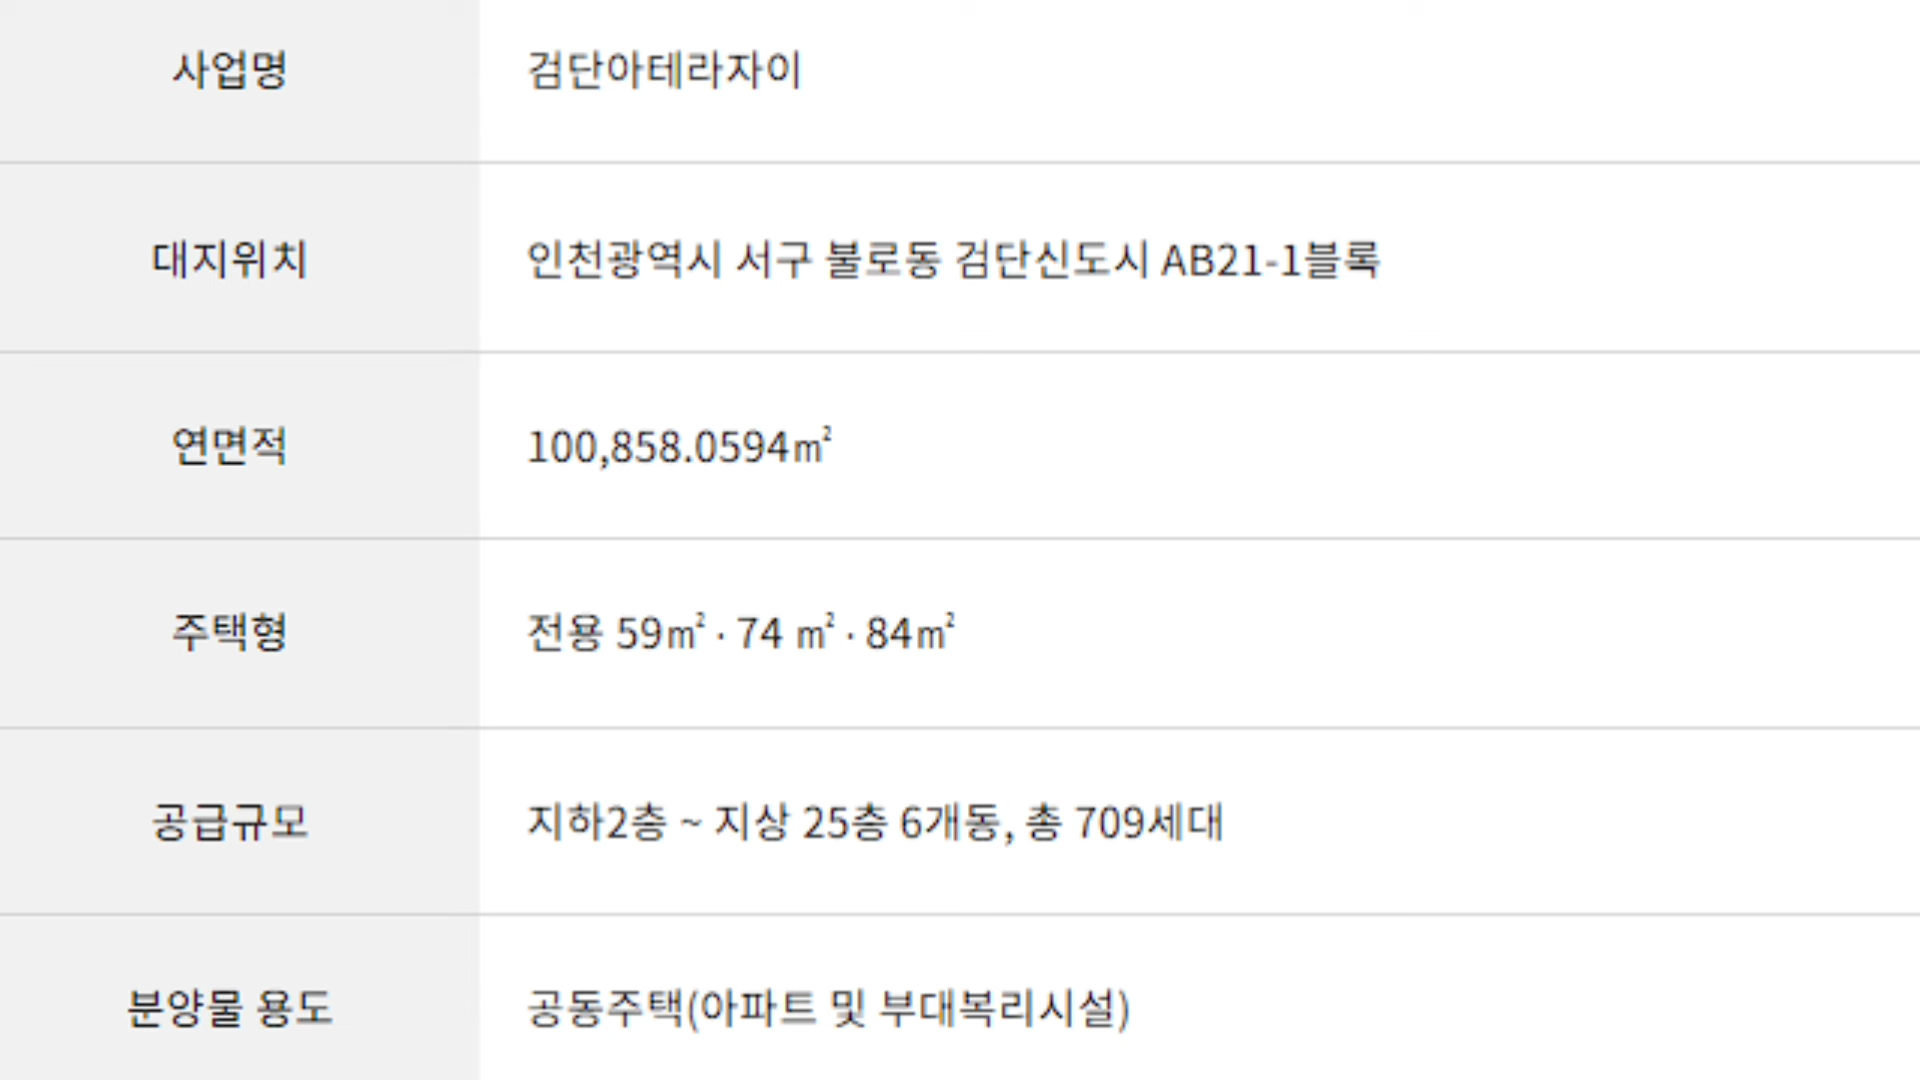 사업명 검단아테라자이
대지위치 인천광역시 서구 불로동 검단신도시 AB21-1블록
연면적 100,858.0594㎡
주택형 전용 59㎡ · 74 ㎡ · 84㎡
공급규모 지하2층 ~ 지상 25층 6개동, 총 709세대
분양물 용도 공동주택(아파트 및 부대복리시설)